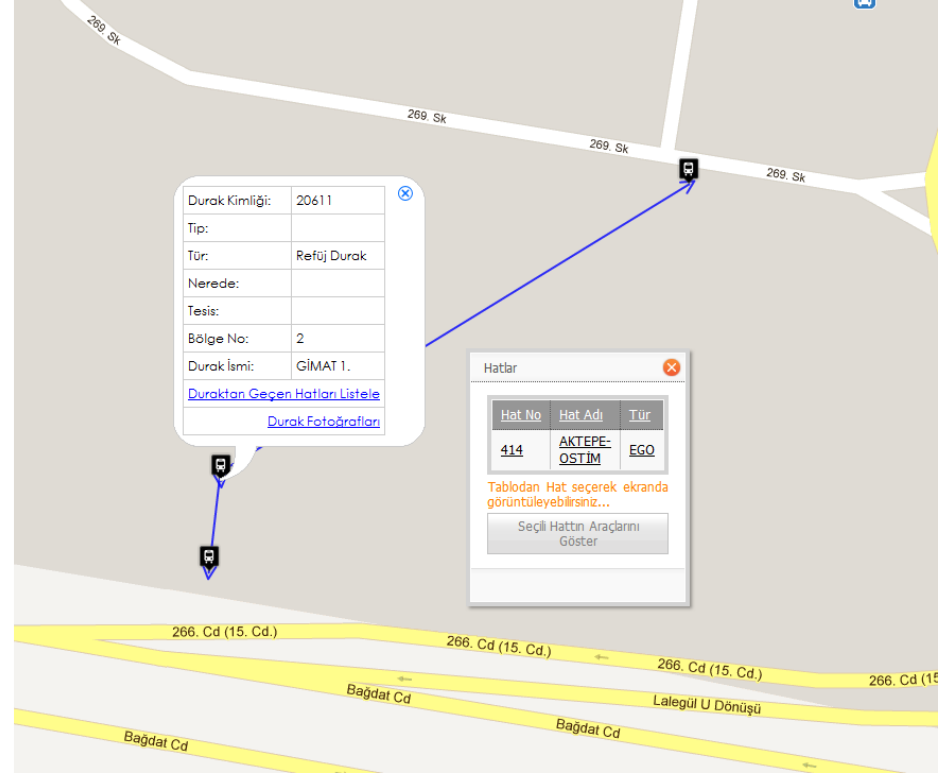 269. Sk
269. Sk
269. Sk
269. Sk
Durak Kimliği: 20611
Tip:
Tür: Refüj Durak
Nerede:
Tesis:
Bölge No: 2
Durak İsmi: GİMAT 1.
Duraktan Geçen Hatları Listele
Durak Fotoğrafları
Hatlar
Hat No Hat Adı Tür
414 AKTEPE-
OSTİM EGO
Tablodan Hat seçerek ekranda
görüntüleyebilirsiniz...
Seçili Hattın Araçlarını
Göster
266. Cd (15. Cd.)
266. Cd (15. Cd.)
266. Cd (15. Cd.)
266. Cd (15
Bağdat Cd
Lalegül U Dönüşü
Bağdat Cd
Bağdat Cd